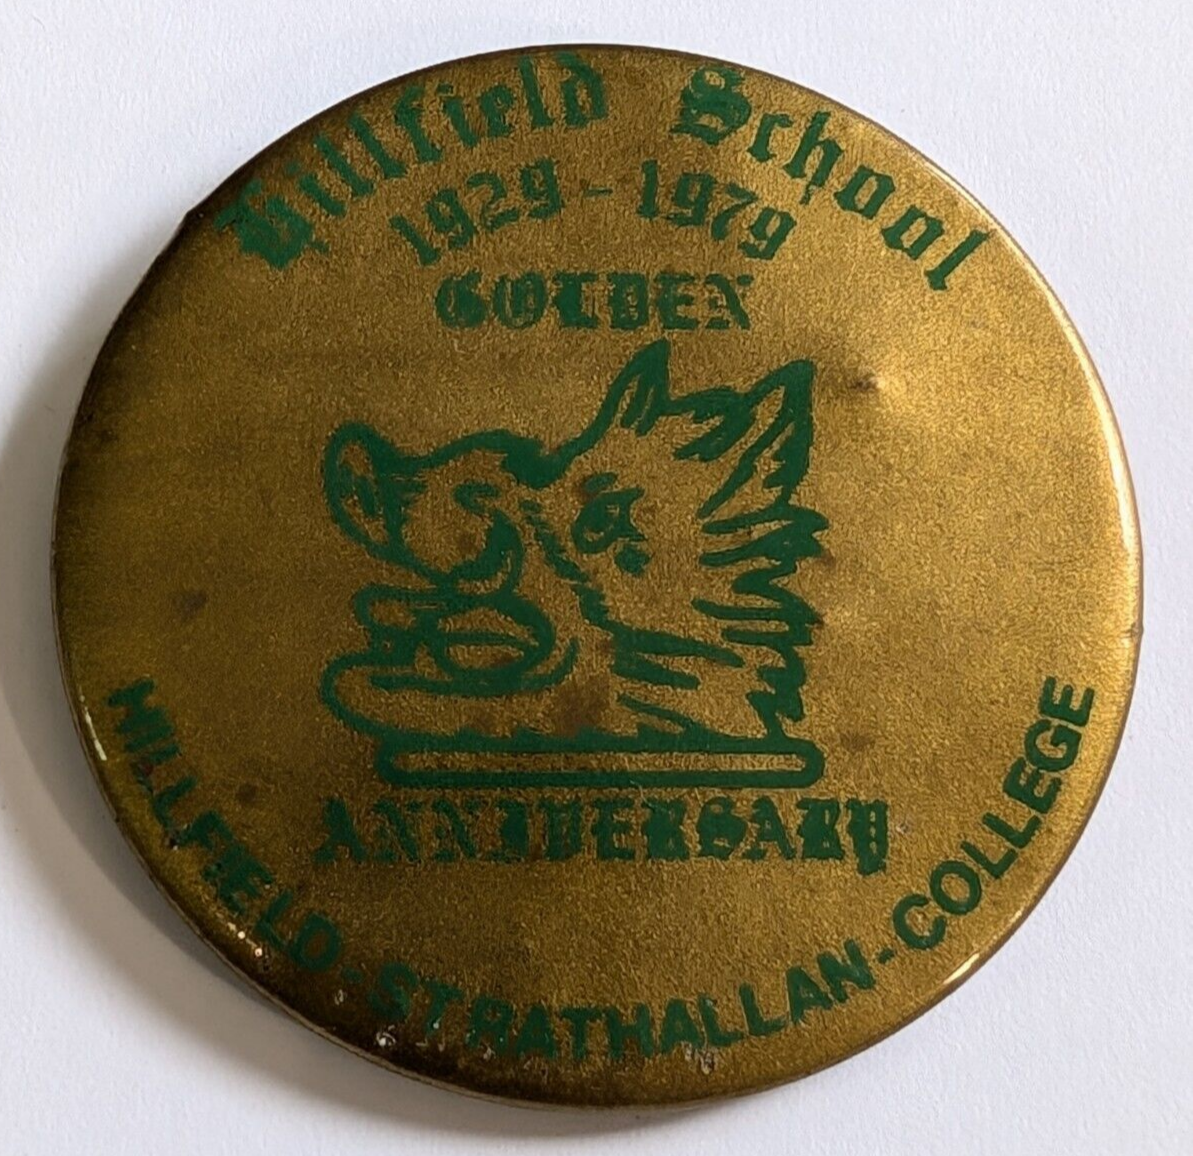 Hillfield School
1929-1979
GOLDEN
ANNIVERSARY
HILLFIELD-STRATHALLAN-COLLEGE